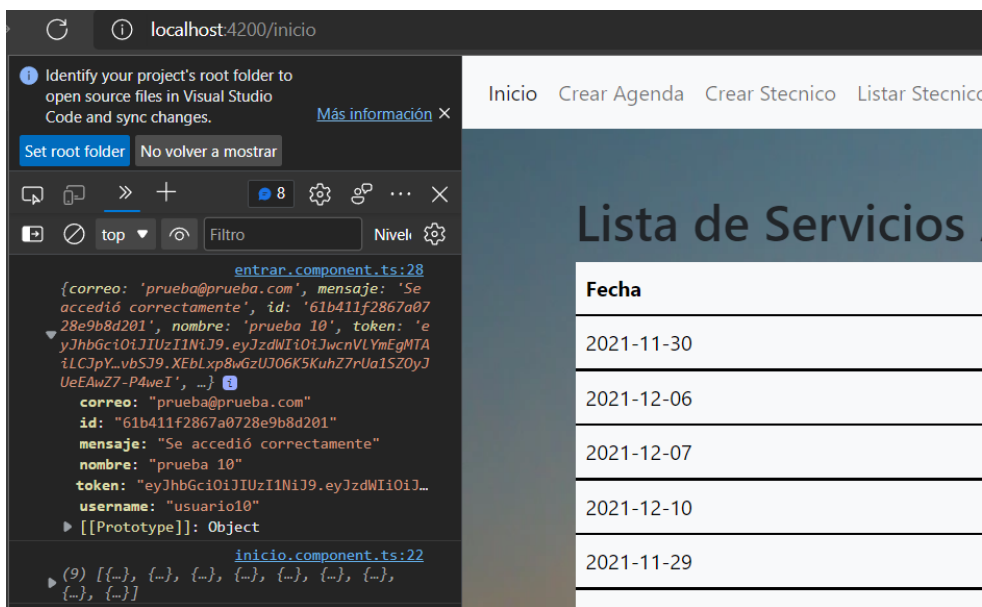 localhost:4200/inicio
Identify your project's root folder to
open source files in Visual Studio
Code and sync changes.
Más información
Set root folder No volver a mostrar
8
top Filtro Nivel
entrar.component.ts:28
{correo: 'prueba@prueba.com', mensaje: 'Se
accedió correctamente', id: '61b411f2867a07
28e9b8d201', nombre: 'prueba 10', token: 'e
yJhbGciOiJIUzI1NiJ9.eyJzdWIiOiJwcnVlYmEgMTA
iLCJpY…vbSJ9.XEbLxp8wGzUJO6K5KuhZ7rUa1SZOyJ
UeEAwZ7-P4weI', …}
correo: "prueba@prueba.com"
id: "61b411f2867a0728e9b8d201"
mensaje: "Se accedió correctamente"
nombre: "prueba 10"
token: "eyJhbGciOiJIUzI1NiJ9.eyJzdWIiOiJ…
username: "usuario10"
[[Prototype]]: Object
inicio.component.ts:22
(9) [{…}, {…}, {…}, {…}, {…}, {…}, {…},
{…}, {…}]
Inicio Crear Agenda Crear Stecnico Listar Stecnico
Lista de Servicios
Fecha
2021-11-30
2021-12-06
2021-12-07
2021-12-10
2021-11-29